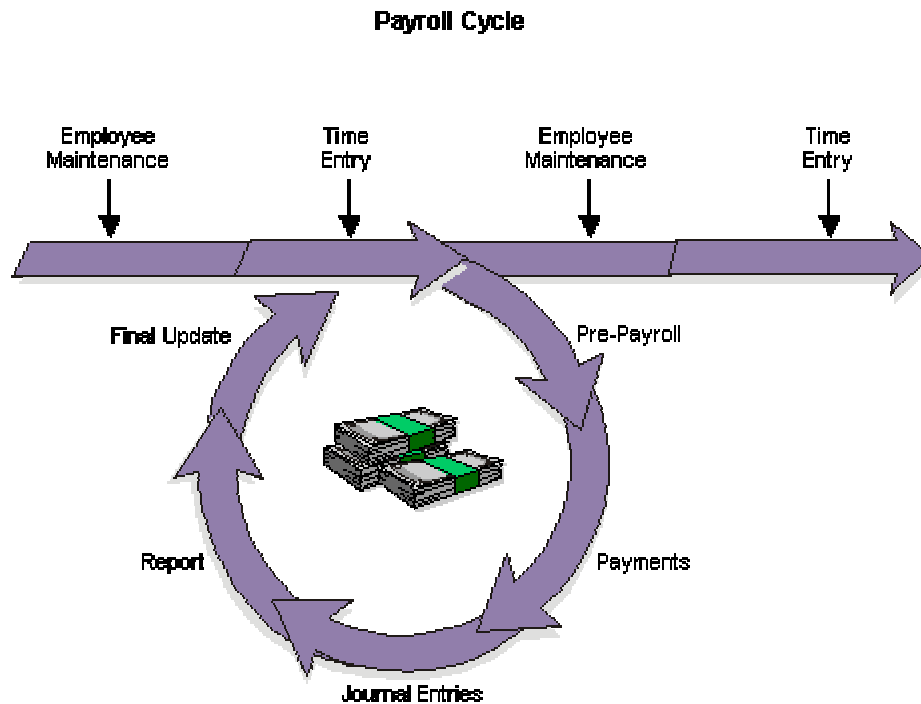 Payroll Cycle
Employee
Maintenance
Time
Entry
Employee
Maintenance
Time
Entry
Final Update
Pre-Payroll
Report
Payments
Journal Entries